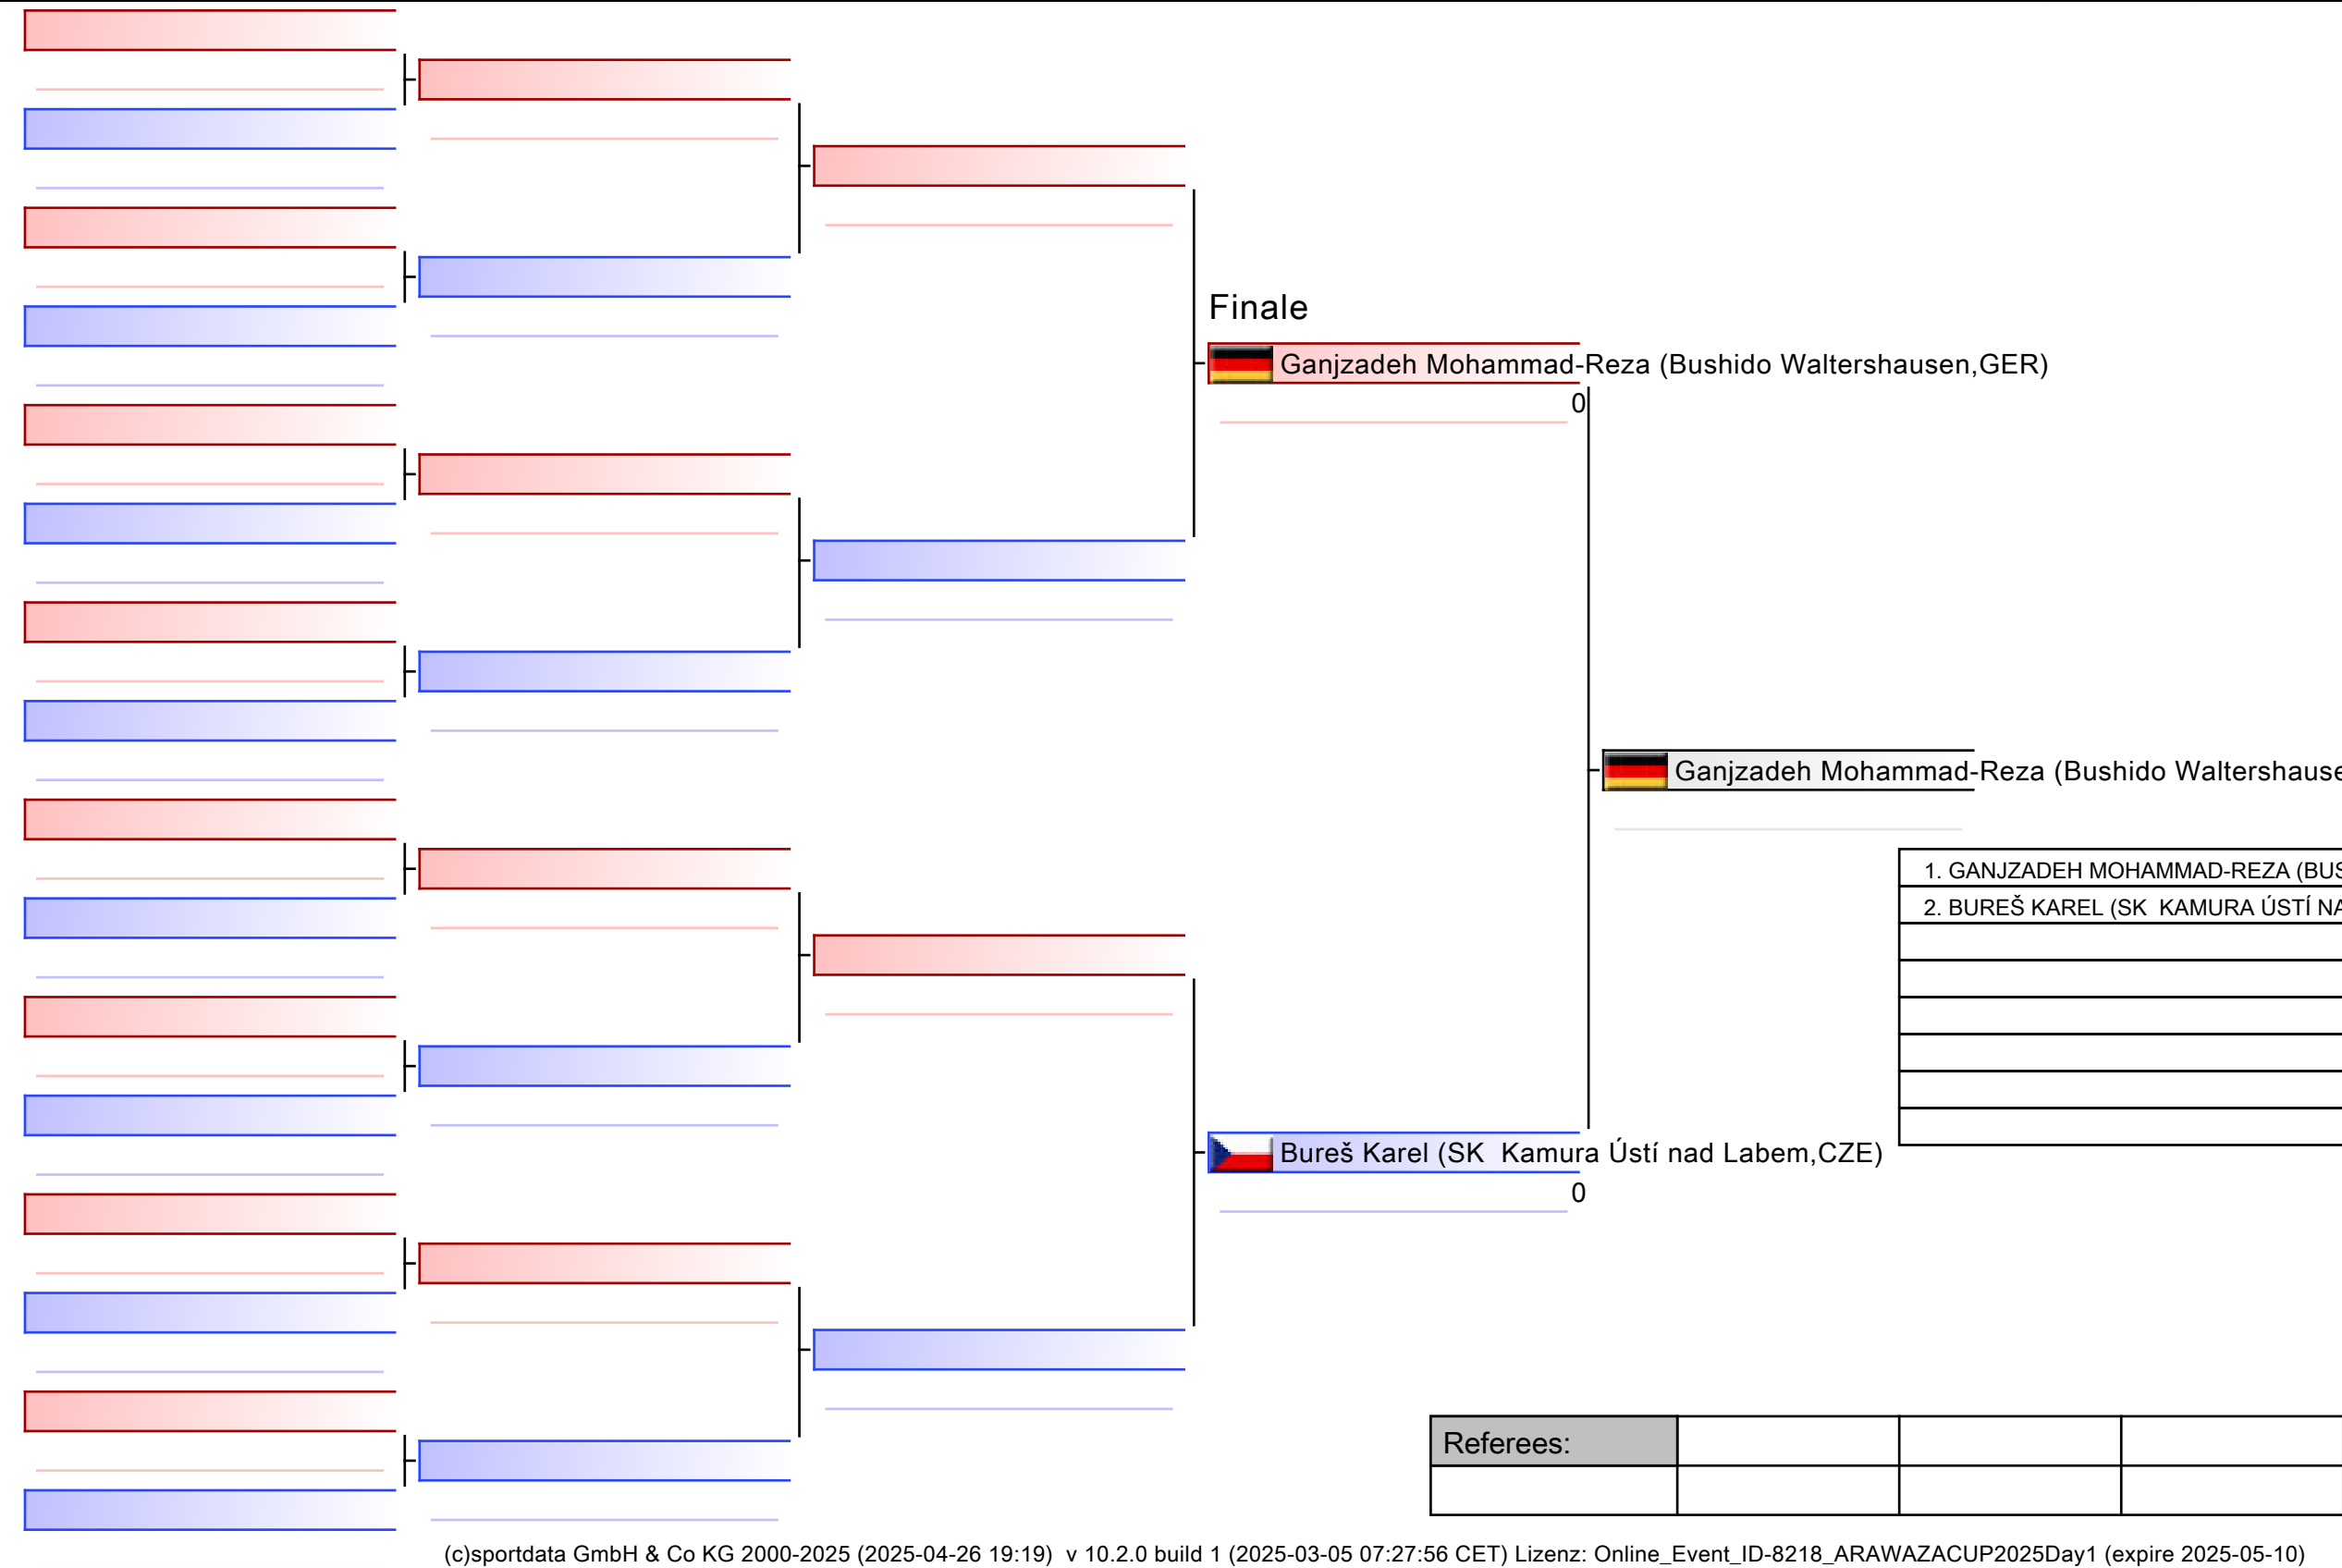 Finale
Ganjzadeh Mohammad-Reza (Bushido Waltershausen,GER)
0
Ganjzadeh Mohammad-Reza (Bushido
1. GANJZADEH MOHAMMAD-REZA
2. BUREŠ KAREL (SK KAMURA ÚSTÍ
Bureš Karel (SK Kamura Ústí nad Labem,CZE)
0
Referees:
(c)sportdata GmbH & Co KG 2000-2025 (2025-04-26 19:19) v 10.2.0 build 1 (2025-03-05 07:27:56 CET) Lizenz: Online_Event_ID-8218_ARAWAZACUP2025Day1 (expire 2025-05-10)